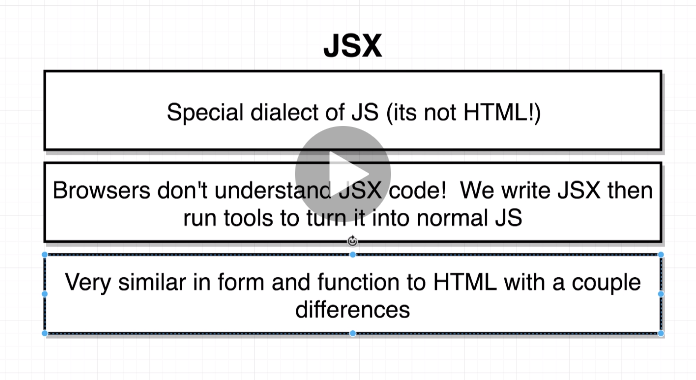 JSX
Special dialect of JS (its not HTML!)
Browsers don't understand JSX code!  We write JSX then
run tools to turn it into normal JS
Very similar in form and function to HTML with a couple
differences